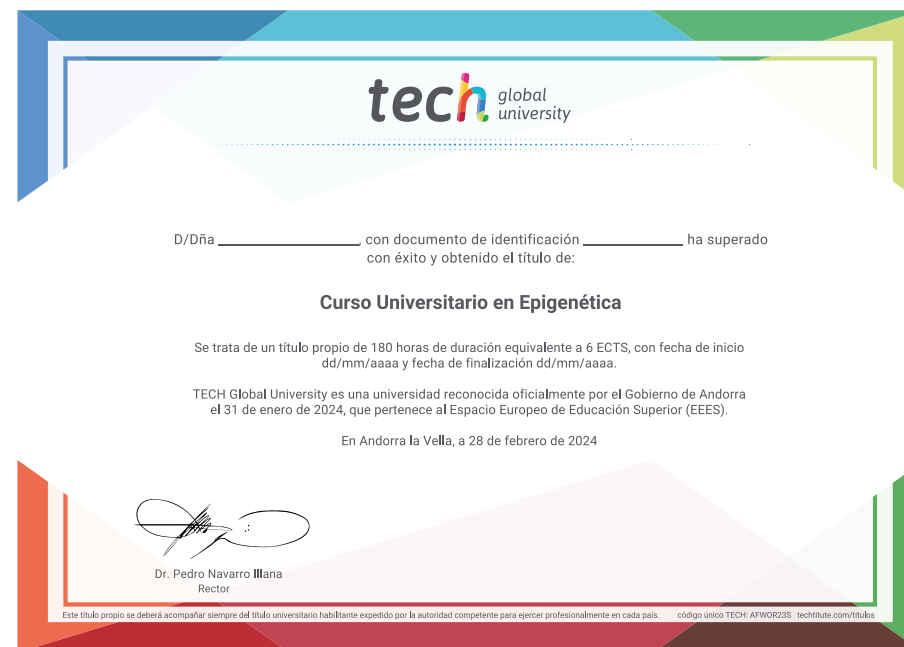 tech global university
D/Dña ____________________, con documento de identificación ______________ ha superado
con éxito y obtenido el título de:
Curso Universitario en Epigenética
Se trata de un título propio de 180 horas de duración equivalente a 6 ECTS, con fecha de inicio
dd/mm/aaaa y fecha de finalización dd/mm/aaaa.
TECH Global University es una universidad reconocida oficialmente por el Gobierno de Andorra
el 31 de enero de 2024, que pertenece al Espacio Europeo de Educación Superior (EEES).
En Andorra la Vella, a 28 de febrero de 2024
Dr. Pedro Navarro Illana
Rector
Este título propio se deberá acompañar siempre del título universitario habilitante expedido por la autoridad competente para ejercer profesionalmente en cada país. código único TECH: AFWOR23S techtitute.com/titulos